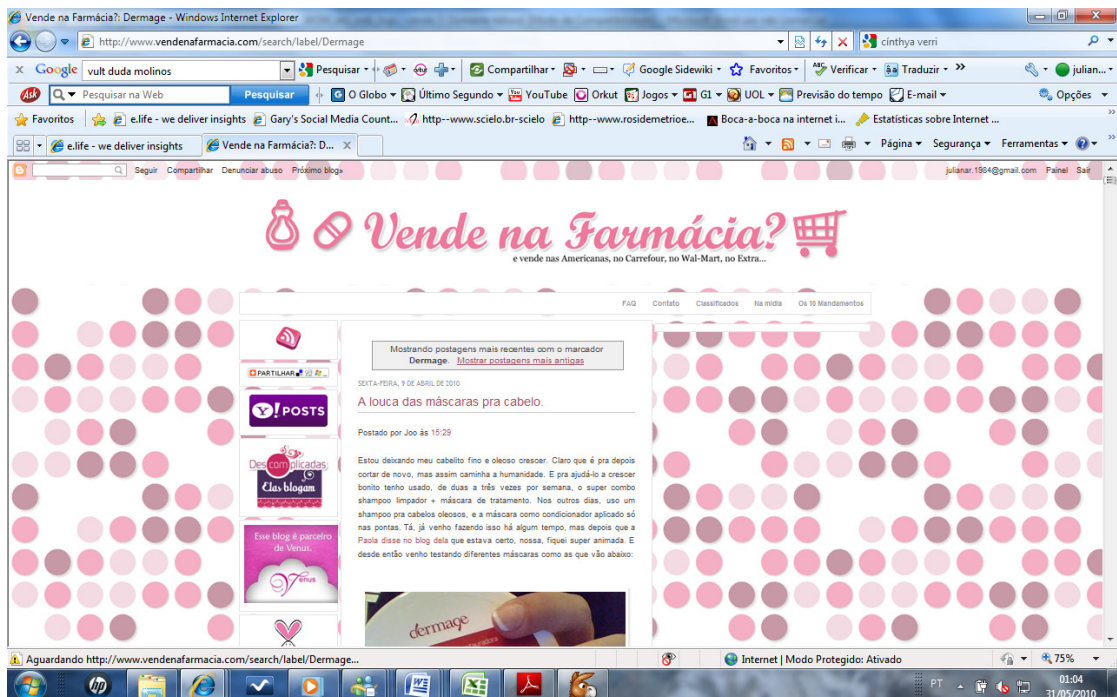 Vende na Farmácia?: Dermage - Windows Internet Explorer
http://www.vendenafarmacia.com/search/label/Dermage
cínthya verri
x Google vult duda molinos Pesquisar Compartilhar Google Sidewiki Favoritos Verificar Traduzir » julian...
Ask Pesquisar na Web Pesquisar O Globo Último Segundo YouTube Orkut Jogos G1 UOL Previsão do tempo E-mail Opções
Favoritos e.life - we deliver insights Gary's Social Media Count... http--www.scielo.br-scielo http--www.rosidemetrioe... Boca-a-boca na internet i... Estatísticas sobre Internet ...
e.life - we deliver insights Vende na Farmácia?: D... x Página Segurança Ferramentas
Seguir Compartilhar Denunciar abuso Próximo blog» julianar.1984@gmail.com Painel Sair
Vende na Farmácia?
e vende nas Americanas, no Carrefour, no Wal-Mart, no Extra...
FAQ Contato Classificados Na mídia Os 10 Mandamentos
Mostrando postagens mais recentes com o marcador
Dermage. Mostrar postagens mais antigas
PARTILHAR
SEXTA-FEIRA, 9 DE ABRIL DE 2010
A louca das máscaras pra cabelo.
Y! POSTS
Postado por Joo às 15:29
Descomplicadas
Elas blogam
Estou deixando meu cabelito fino e oleoso crescer. Claro que é pra depois
cortar de novo, mas assim caminha a humanidade. E pra ajudá-lo a crescer
bonito tenho usado, de duas a três vezes por semana, o super combo
shampoo limpador + máscara de tratamento. Nos outros dias, uso um
shampoo pra cabelos oleosos, e a máscara como condicionador aplicado só
nas pontas. Tá, já venho fazendo isso há algum tempo, mas depois que a
Paola disse no blog dela que estava certo, nossa, fiquei super animada. E
desde então venho testando diferentes máscaras como as que vão abaixo:
Esse blog é parceiro
de Venus.
Venus
dermage
Aguardando http://www.vendenafarmacia.com/search/label/Dermage... Internet | Modo Protegido: Ativado 75%
PT 01:04
31/05/2010